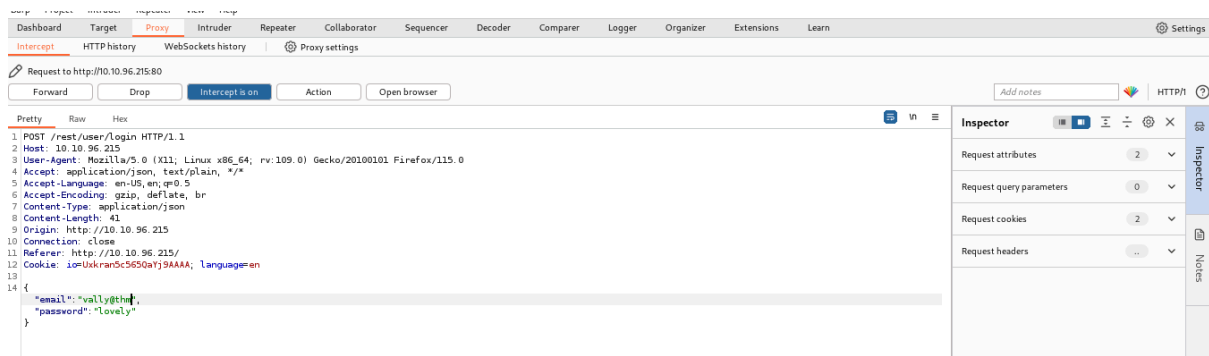 Burp Project Intruder Repeater View Help
Dashboard Target Proxy Intruder Repeater Collaborator Sequencer Decoder Comparer Logger Organizer Extensions Learn Settings
Intercept HTTP history WebSockets history Proxy settings
Request to http://10.10.96.215:80
Forward Drop Intercept is on Action Open browser Add notes HTTP/1
Pretty Raw Hex \n
Inspector
1 POST /rest/user/login HTTP/1.1
2 Host: 10.10.96.215
3 User-Agent: Mozilla/5.0 (X11; Linux x86_64; rv:109.0) Gecko/20100101 Firefox/115.0
4 Accept: application/json, text/plain, */*
5 Accept-Language: en-US,en;q=0.5
6 Accept-Encoding: gzip, deflate, br
7 Content-Type: application/json
8 Content-Length: 41
9 Origin: http://10.10.96.215
10 Connection: close
11 Referer: http://10.10.96.215/
12 Cookie: io=Uxkran5c565QaYj9AAAA; language=en
13
14 {
"email":"vally@thm",
"password":"lovely"
}
Request attributes 2
Request query parameters 0
Request cookies 2
Request headers ..
Inspector
Notes